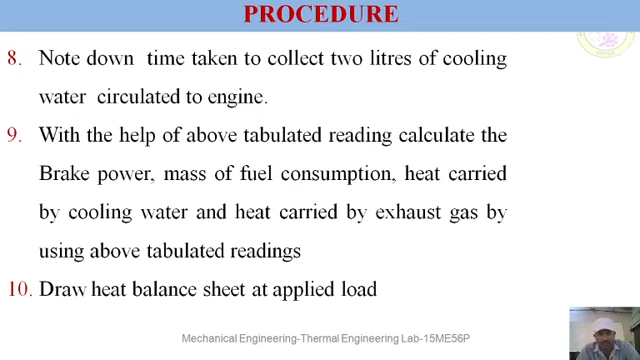 PROCEDURE
8. Note down time taken to collect two litres of cooling
water circulated to engine.
9. With the help of above tabulated reading calculate the
Brake power, mass of fuel consumption, heat carried
by cooling water and heat carried by exhaust gas by
using above tabulated readings
10. Draw heat balance sheet at applied load
Mechanical Engineering-Thermal Engineering Lab-15ME56P